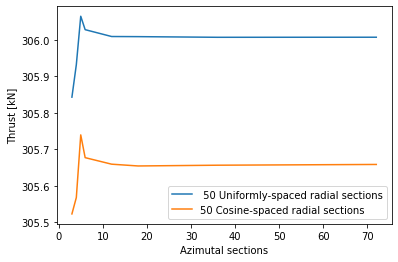 306.0
305.9
305.8
305.7
305.6
305.5
Thrust [kN]
0 10 20 30 40 50 60 70
Azimutal sections
50 Uniformly-spaced radial sections
50 Cosine-spaced radial sections